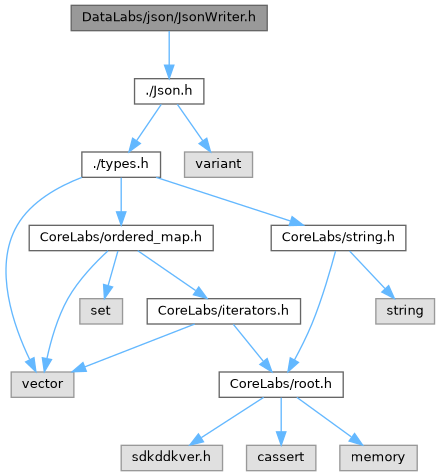 DataLabs/json/JsonWriter.h
./Json.h
./types.h
variant
CoreLabs/ordered_map.h
CoreLabs/string.h
set
CoreLabs/iterators.h
string
vector
CoreLabs/root.h
sdkddkver.h
cassert
memory